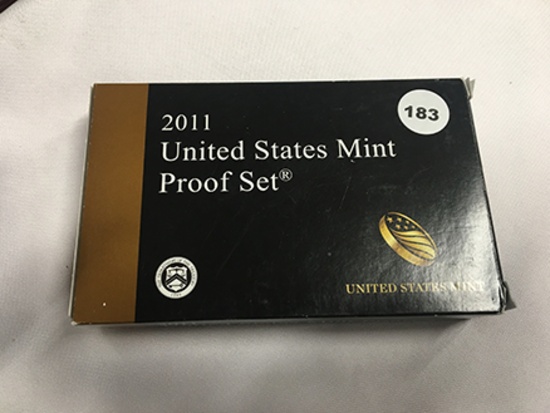 183
2011
United States Mint
Proof Set®
UNITED STATES MINT